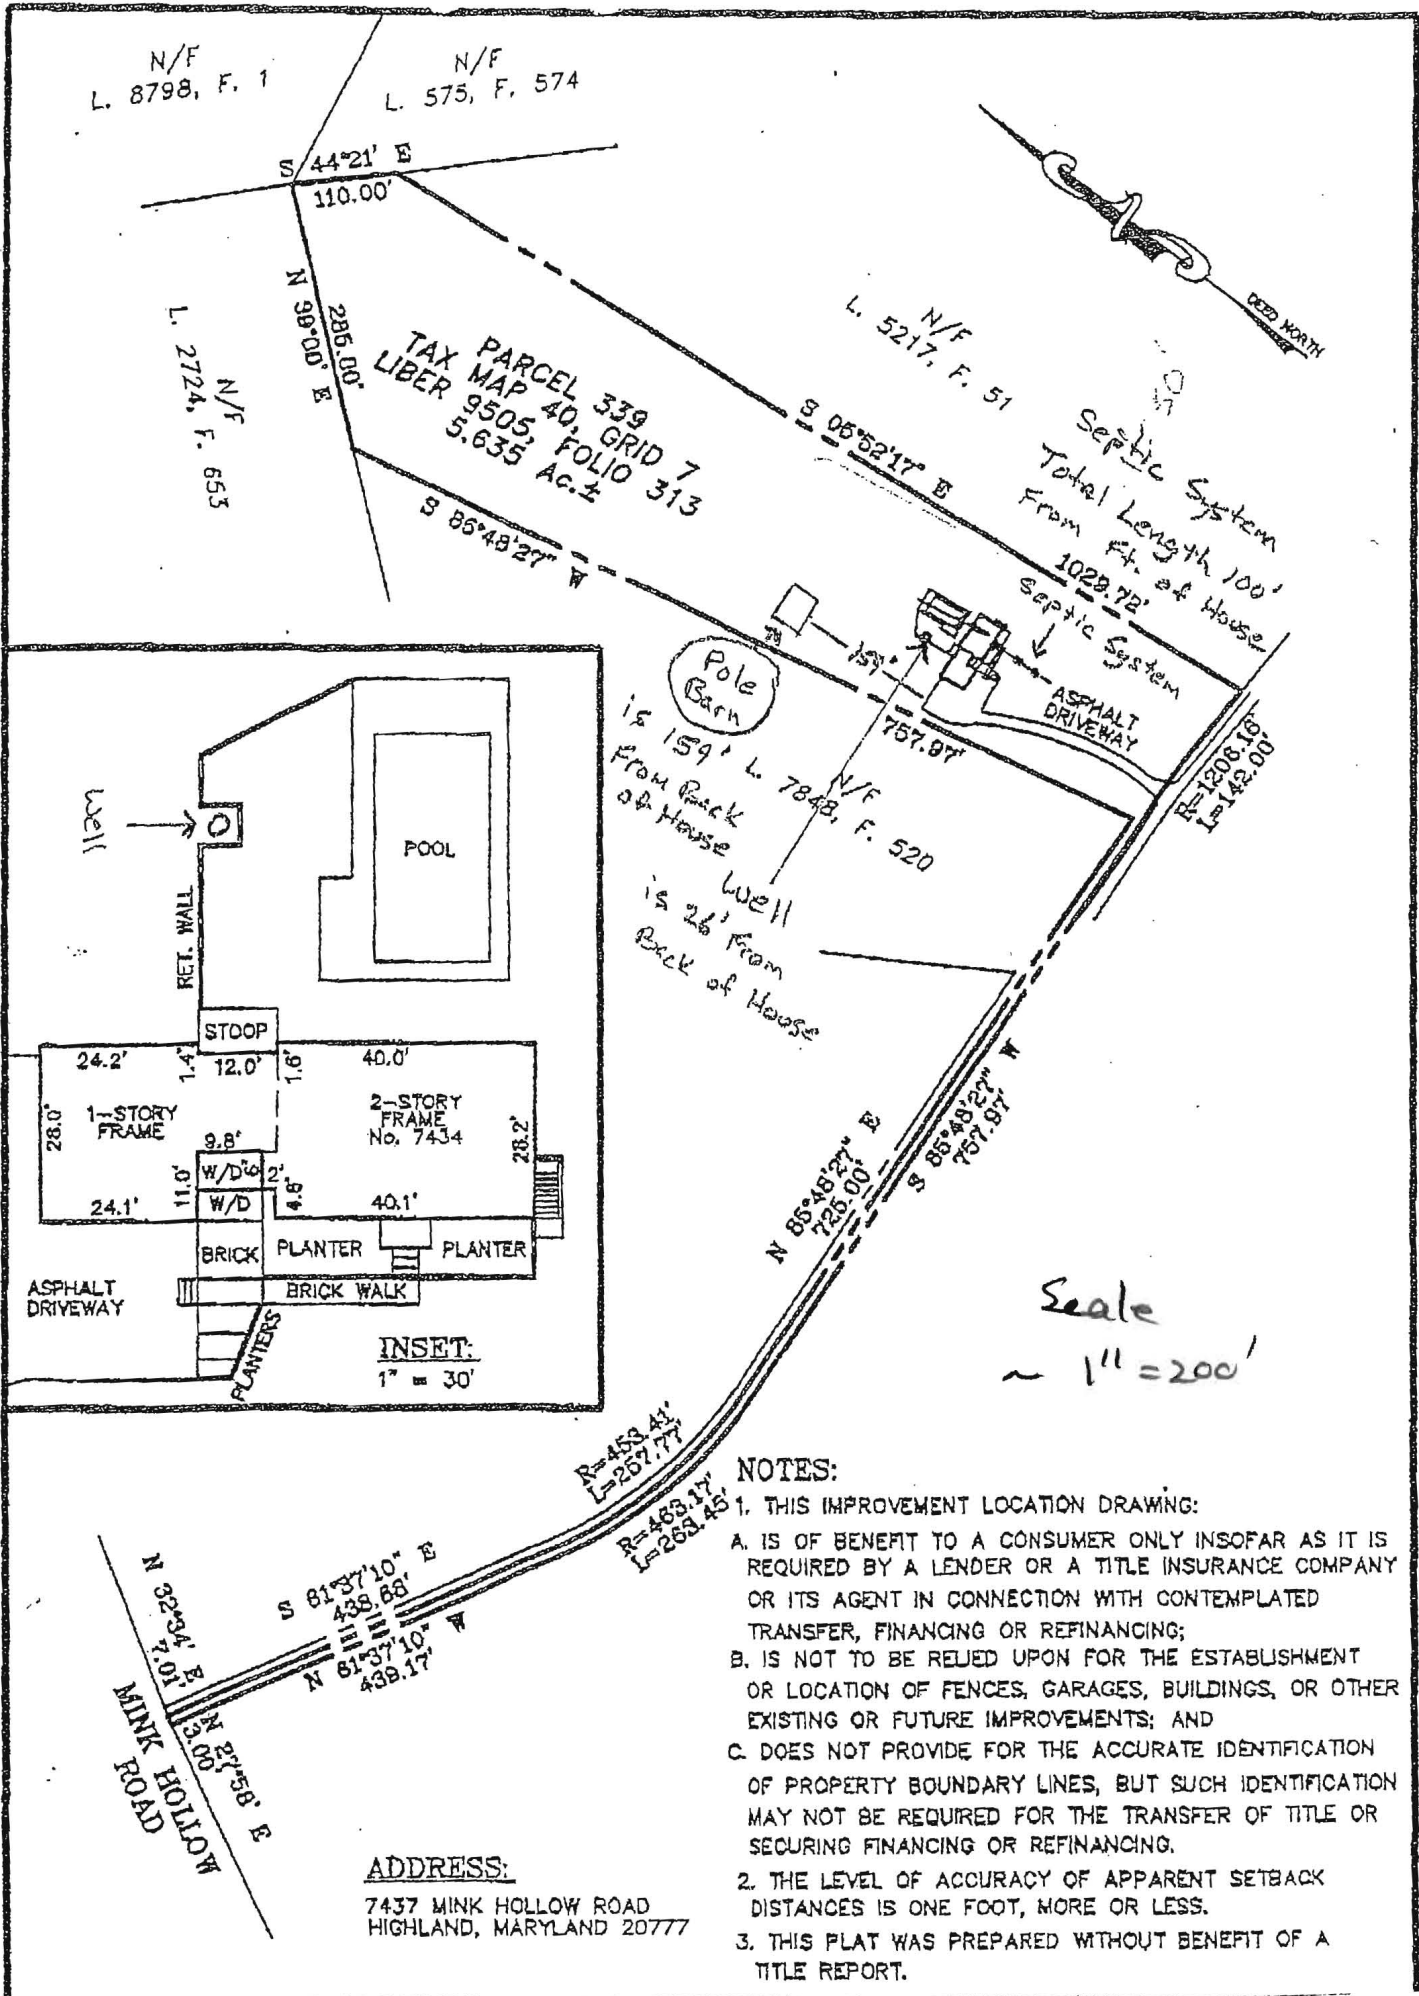 N/F
L. 8798, F. 1
N/F
L. 575, F. 574
S 44°21' E
110.00'
DEED NORTH
N/F
L. 5217, F. 51
N 39°00' E
285.00'
N/F
L. 2724, F. 653
PARCEL 339
TAX MAP 40, GRID 7
LIBER 9505, FOLIO 313
5.635 Ac.±
S 86°48'27" W
S 05°52'17" E
1029.72'
Septic System
Total Length 100'
From Ft. of House
septic System
ASPHALT
DRIVEWAY
159'
757.97'
R=1206.16'
L=142.00'
Pole
Barn
is 159'
From Back
of House
N/F
L. 7848, F. 520
Well
is 26' From
Back of House
Well
POOL
RET. WALL
STOOP
24.2'
1.4'
12.0'
1.6'
40.0'
28.0'
1-STORY
FRAME
2-STORY
FRAME
No. 7434
28.2'
9.8'
11.0'
W/D
2'
W/D
4.8'
24.1'
40.1'
BRICK
PLANTER
PLANTER
ASPHALT
DRIVEWAY
BRICK WALK
PLANTERS
INSET:
1" = 30'
N 85°48'27" E
725.00'
S 85°48'27" W
757.97'
Scale
~ 1" = 200'
R=453.41'
L=257.77'
R=463.17'
L=263.45'
S 61°37'10" E
438.68'
N 61°37'10" W
439.17'
N 32°34' E
7.01'
N 27°58' E
3.00'
MINK HOLLOW
ROAD
ADDRESS:
7437 MINK HOLLOW ROAD
HIGHLAND, MARYLAND 20777
NOTES:
1. THIS IMPROVEMENT LOCATION DRAWING:
A. IS OF BENEFIT TO A CONSUMER ONLY INSOFAR AS IT IS
REQUIRED BY A LENDER OR A TITLE INSURANCE COMPANY
OR ITS AGENT IN CONNECTION WITH CONTEMPLATED
TRANSFER, FINANCING OR REFINANCING;
B. IS NOT TO BE RELIED UPON FOR THE ESTABLISHMENT
OR LOCATION OF FENCES, GARAGES, BUILDINGS, OR OTHER
EXISTING OR FUTURE IMPROVEMENTS; AND
C. DOES NOT PROVIDE FOR THE ACCURATE IDENTIFICATION
OF PROPERTY BOUNDARY LINES, BUT SUCH IDENTIFICATION
MAY NOT BE REQUIRED FOR THE TRANSFER OF TITLE OR
SECURING FINANCING OR REFINANCING.
2. THE LEVEL OF ACCURACY OF APPARENT SETBACK
DISTANCES IS ONE FOOT, MORE OR LESS.
3. THIS PLAT WAS PREPARED WITHOUT BENEFIT OF A
TITLE REPORT.